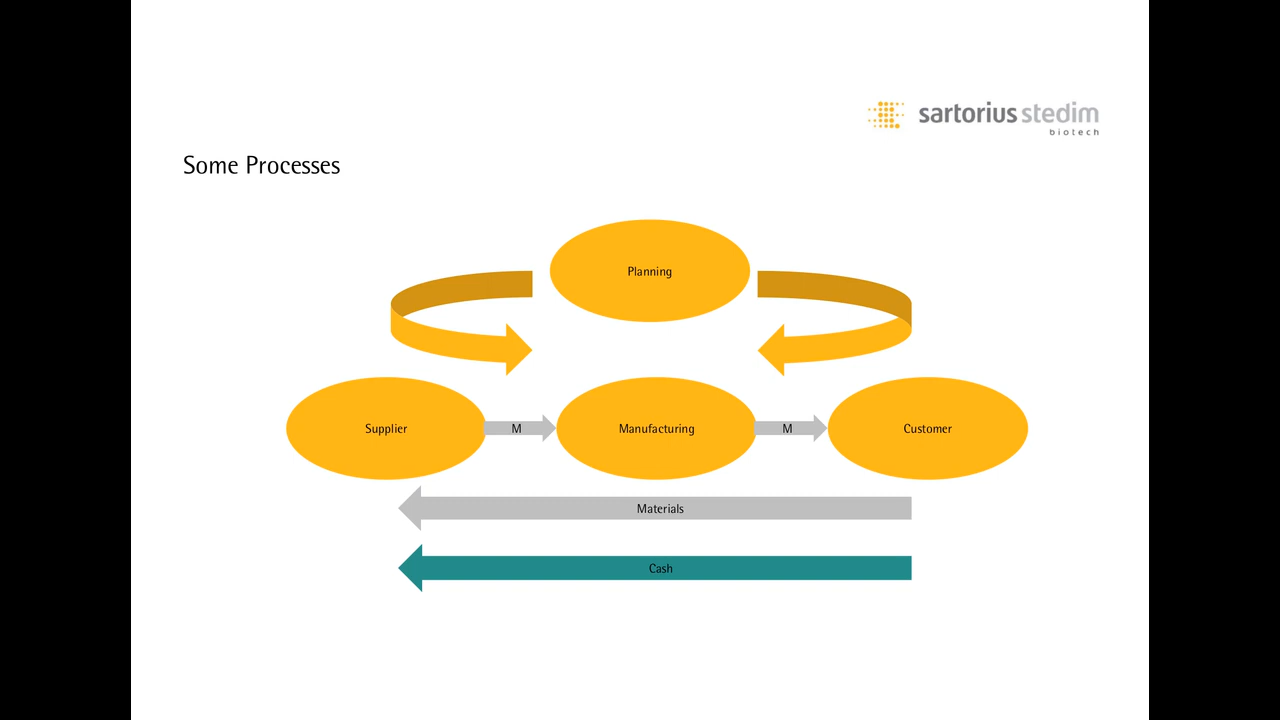 sartorius stedim
biotech
Some Processes
Planning
Supplier
M
Manufacturing
M
Customer
Materials
Cash